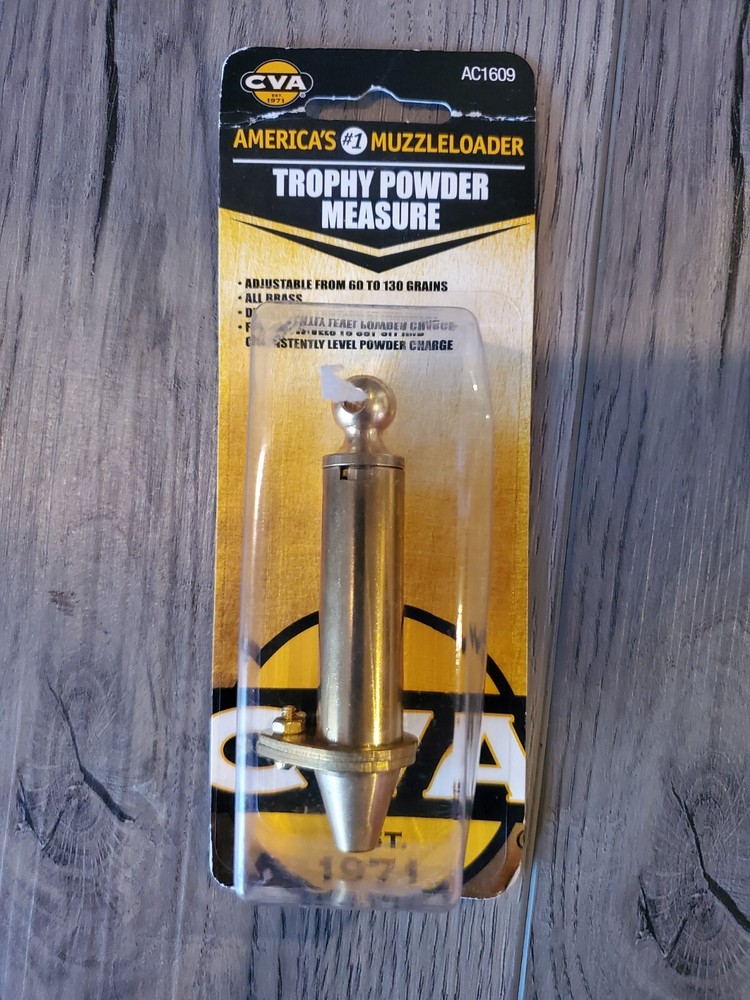 CVA
EST.
1971
AC1609
AMERICA'S #1 MUZZLELOADER
TROPHY POWDER
MEASURE
• ADJUSTABLE FROM 60 TO 130 GRAINS
• ALL BRASS
CONSISTENTLY LEVEL POWDER CHARGE
CVA
EST.
1971